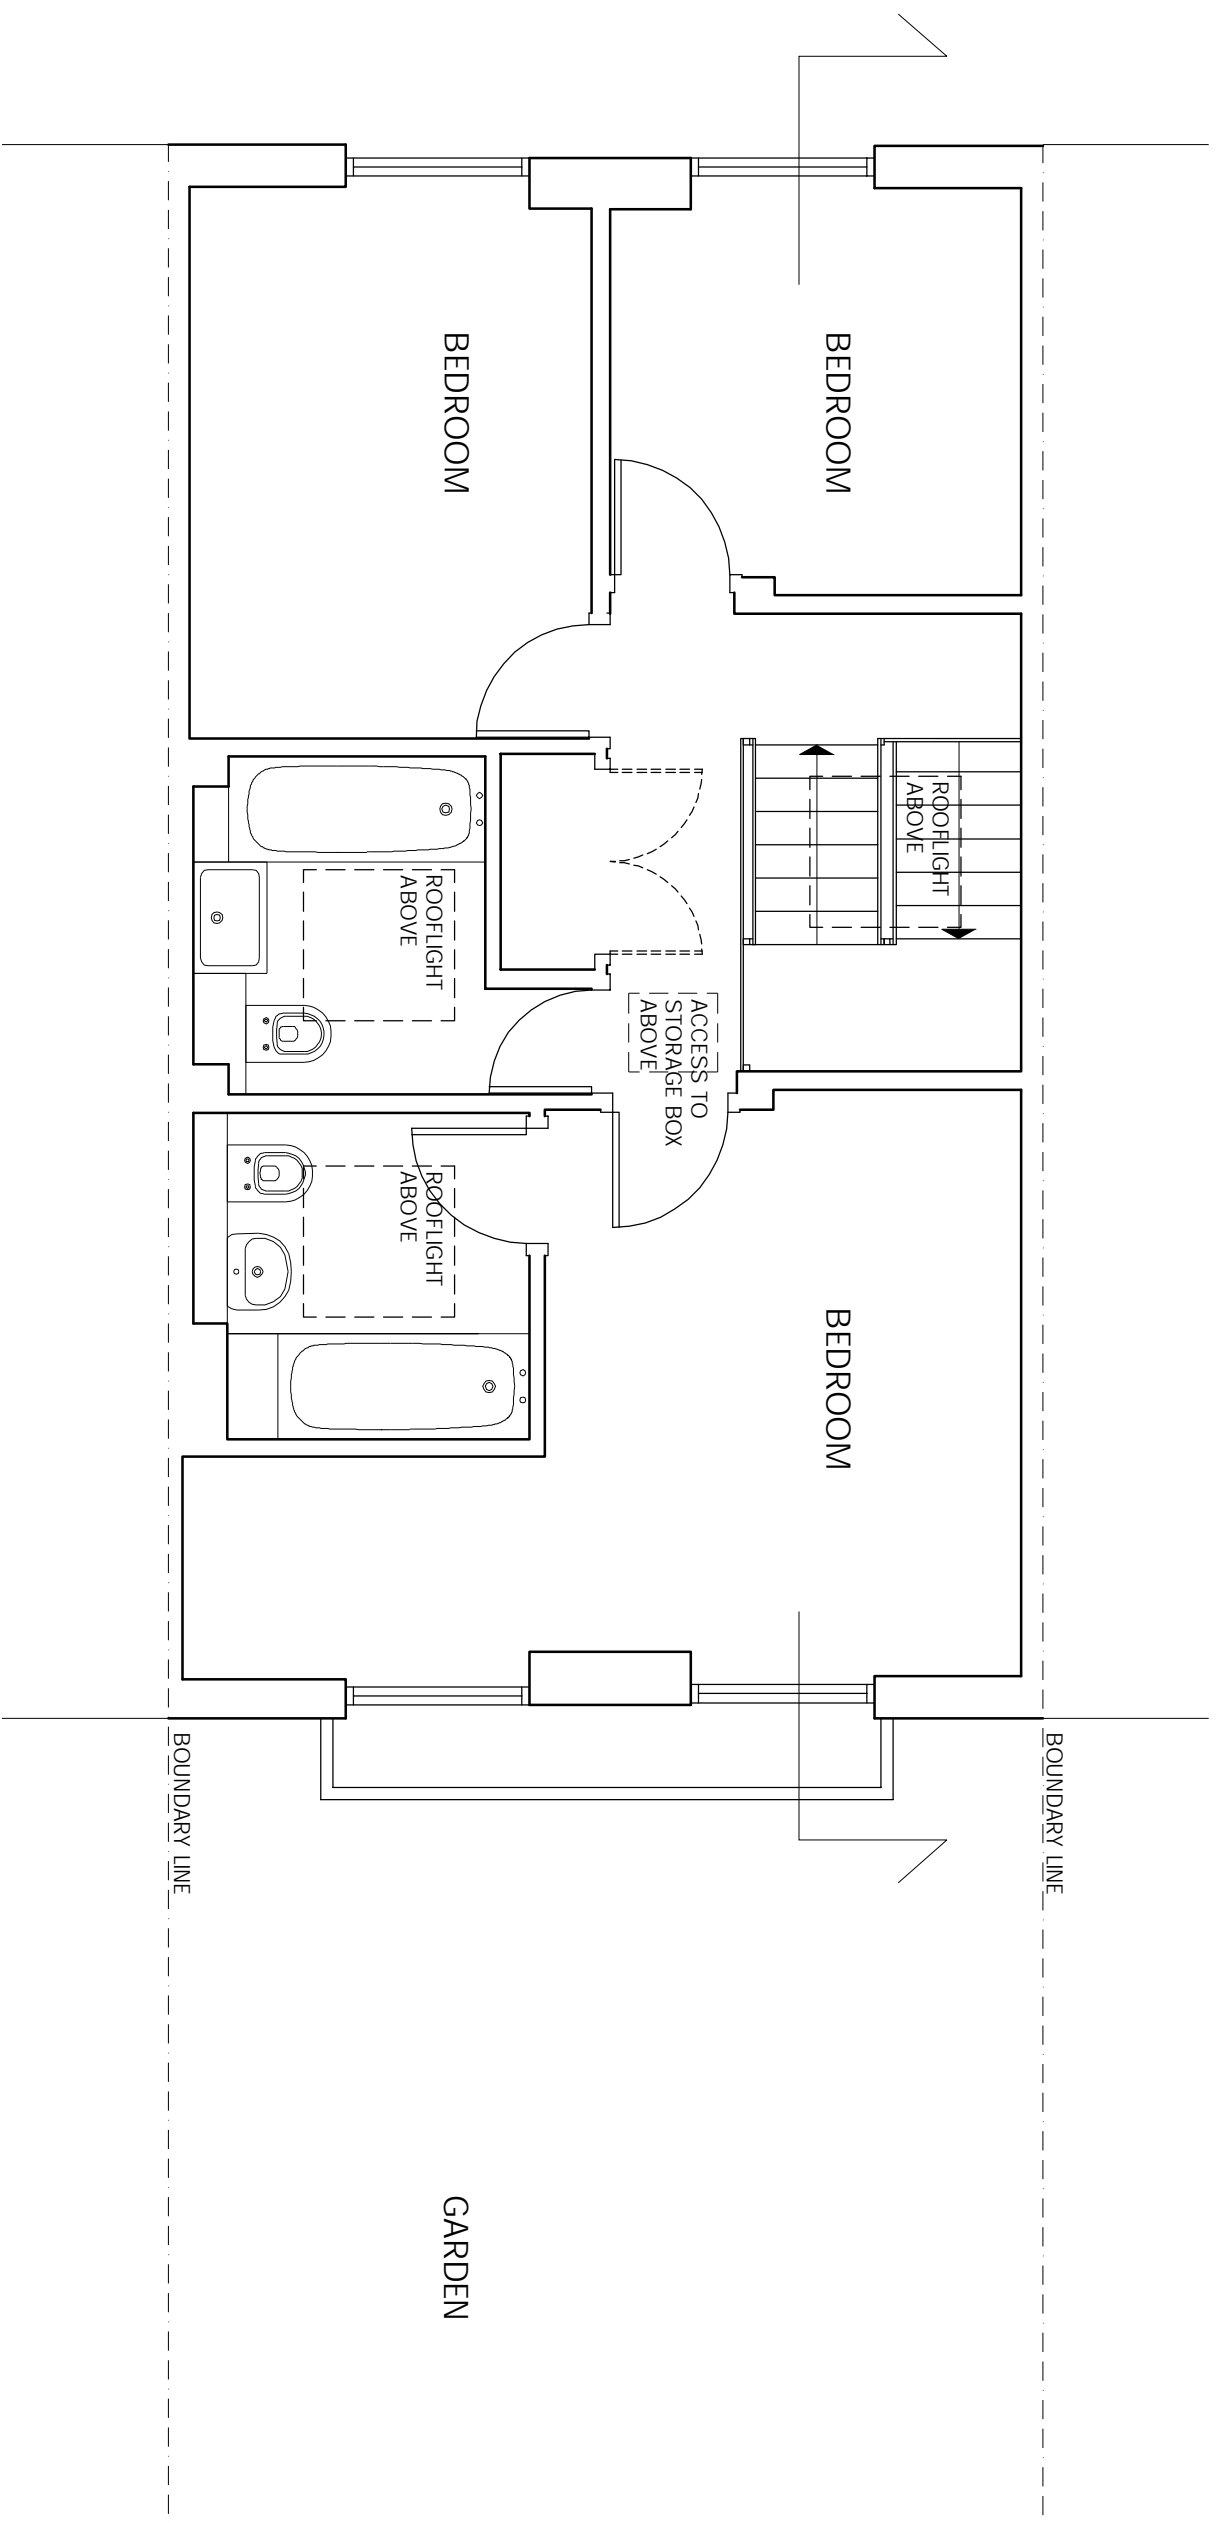 BEDROOM
BEDROOM
ROOFLIGHT
ABOVE
ROOFLIGHT
ABOVE
ACCESS TO
STORAGE BOX
ABOVE
ROOFLIGHT
ABOVE
BEDROOM
BOUNDARY LINE
BOUNDARY LINE
GARDEN